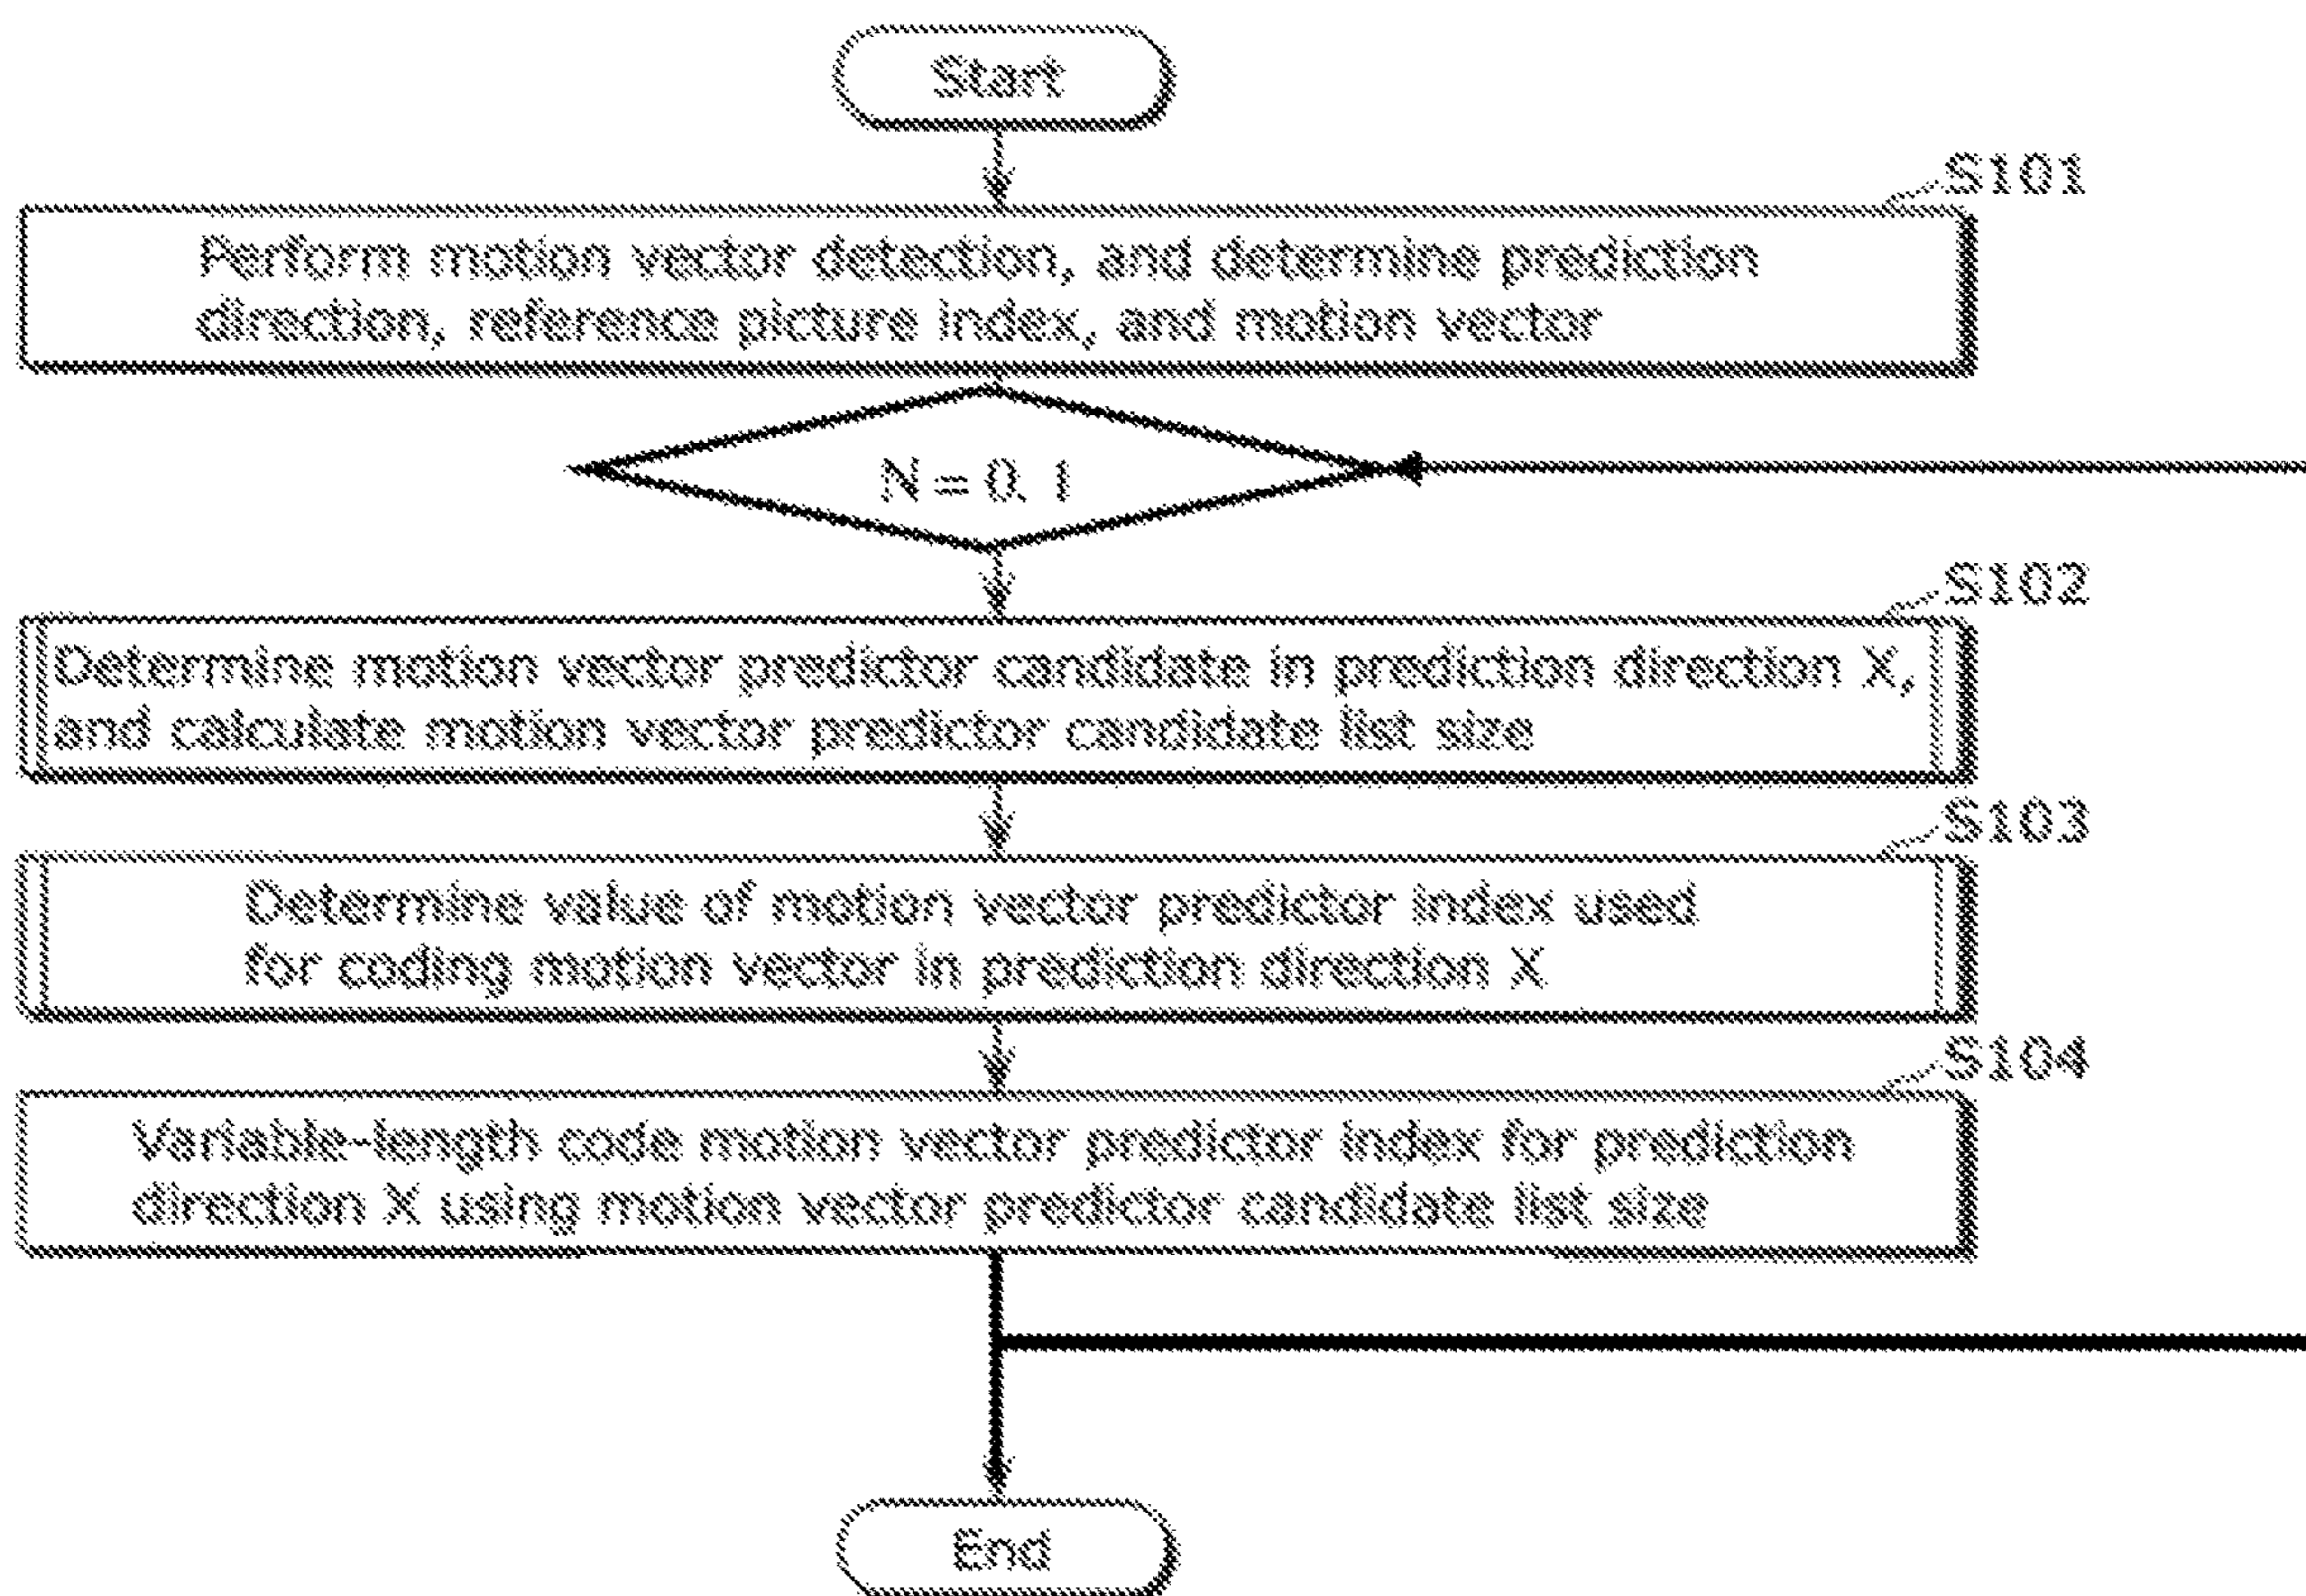 Start
S101
Perform motion vector detection, and determine prediction
direction, reference picture index, and motion vector
N = 0. 1
S102
Determine motion vector predictor candidate in prediction direction X,
and calculate motion vector predictor candidate list size
S103
Determine value of motion vector predictor index used
for coding motion vector in prediction direction X
S104
Variable-length code motion vector predictor index for prediction
direction X using motion vector predictor candidate list size
End